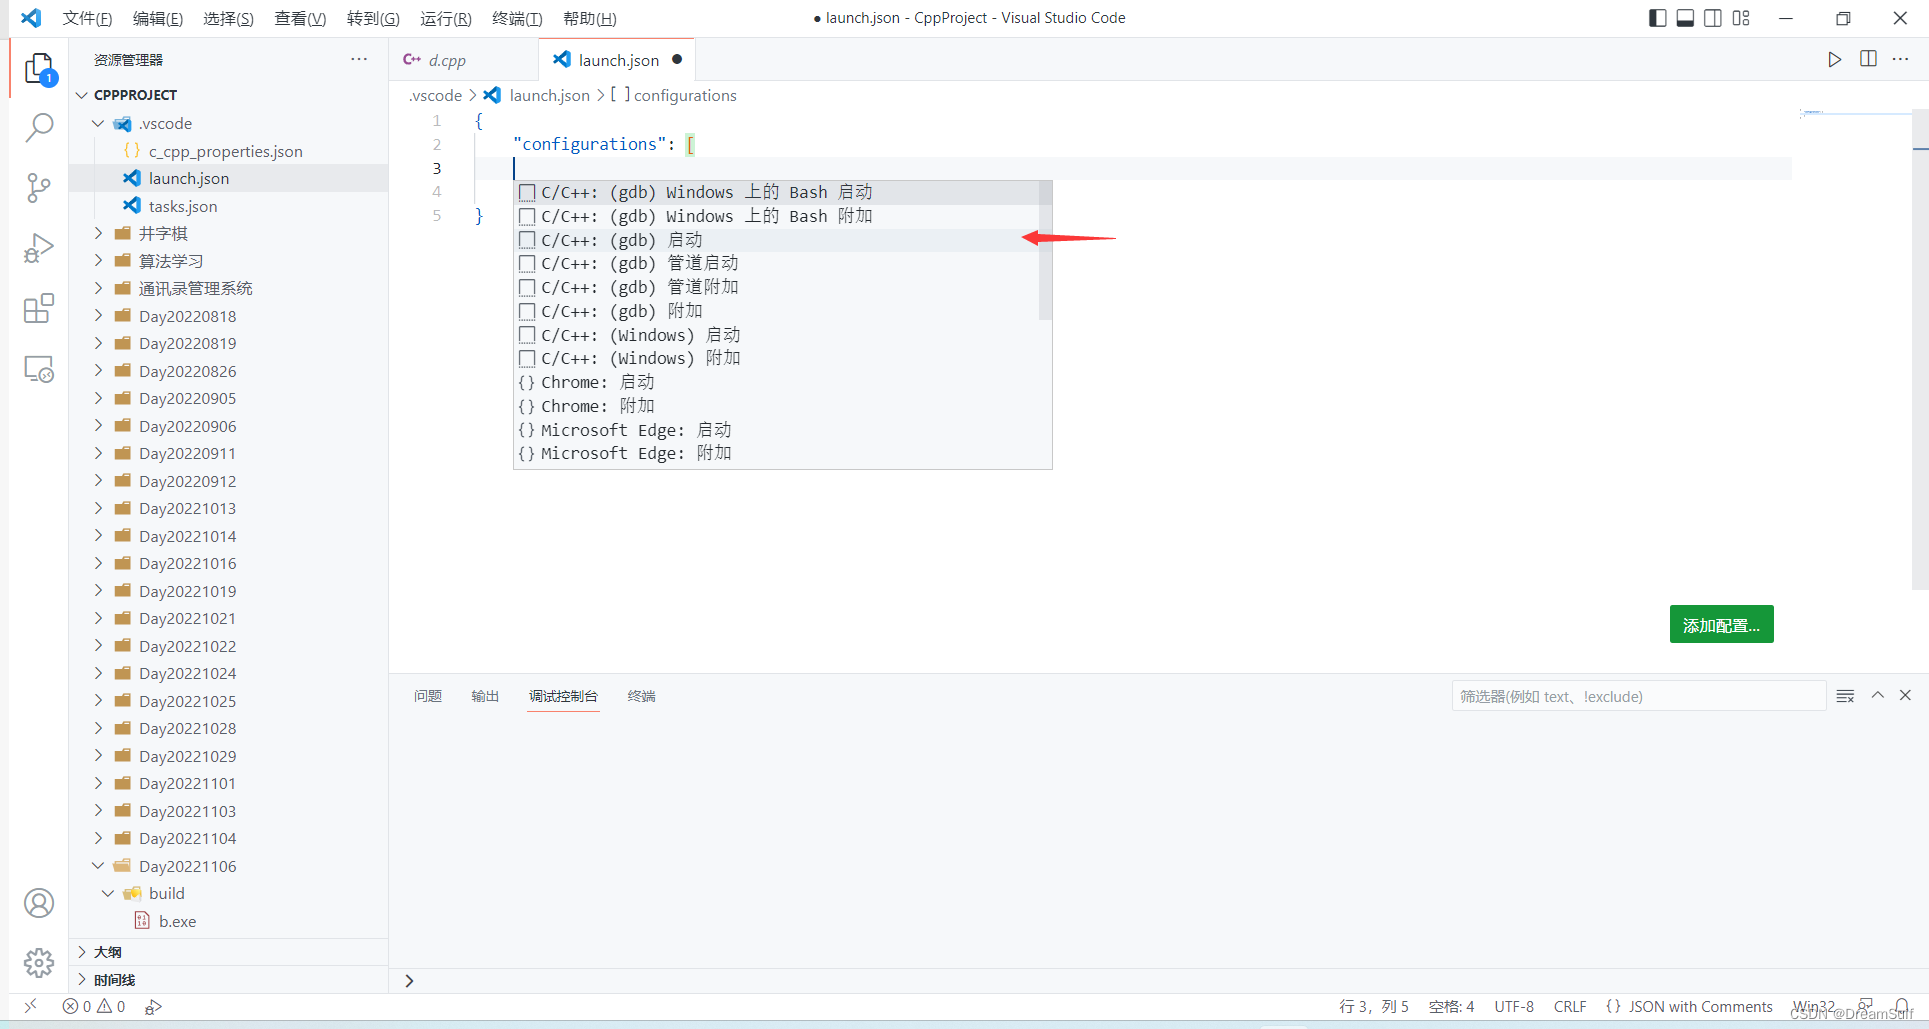 文件(F) 编辑(E) 选择(S) 查看(V) 转到(G) 运行(R) 终端(T) 帮助(H)
● launch.json - CppProject - Visual Studio Code
资源管理器 ···
1
CPPPROJECT
.vscode
c_cpp_properties.json
launch.json
tasks.json
井字棋
算法学习
通讯录管理系统
Day20220818
Day20220819
Day20220826
Day20220905
Day20220906
Day20220911
Day20220912
Day20221013
Day20221014
Day20221016
Day20221019
Day20221021
Day20221022
Day20221024
Day20221025
Day20221028
Day20221029
Day20221101
Day20221103
Day20221104
Day20221106
build
b.exe
大纲
时间线
d.cpp
launch.json ●
.vscode > launch.json > [ ] configurations
1 {
2 "configurations": [
3
4
5 }
C/C++: (gdb) Windows 上的 Bash 启动
C/C++: (gdb) Windows 上的 Bash 附加
C/C++: (gdb) 启动
C/C++: (gdb) 管道启动
C/C++: (gdb) 管道附加
C/C++: (gdb) 附加
C/C++: (Windows) 启动
C/C++: (Windows) 附加
{} Chrome: 启动
{} Chrome: 附加
{} Microsoft Edge: 启动
{} Microsoft Edge: 附加
添加配置...
问题 输出 调试控制台 终端
筛选器(例如 text、!exclude)
0 0
行 3，列 5 空格: 4 UTF-8 CRLF {} JSON with Comments Win32
CSDN @DreamSuff